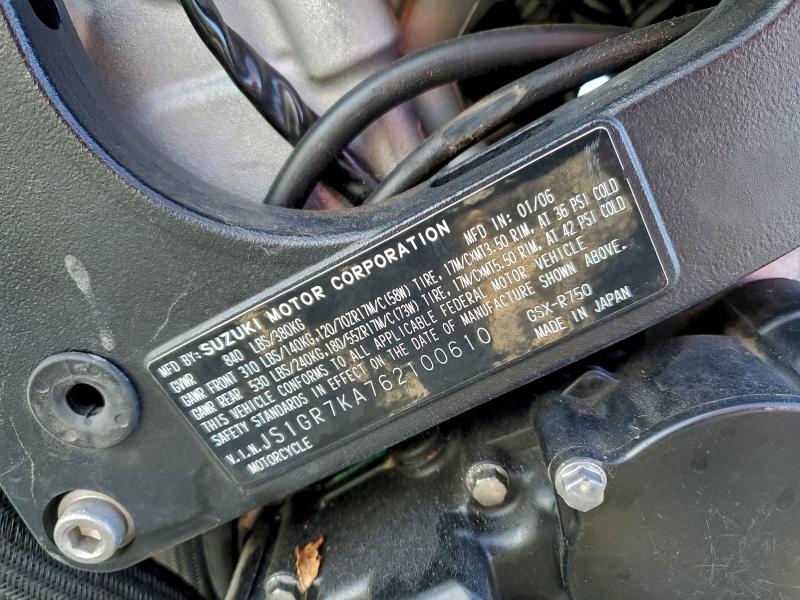 MFD BY: SUZUKI MOTOR CORPORATION MFD IN: 01/06
GVWR 840 LBS/380KG
GAWR FRONT 310 LBS/140KG,120/70ZR17M/C(58W) TIRE, 17M/CXMT3.50 RIM, AT 36 PSI COLD
GAWR REAR 530 LBS/240KG,180/55ZR17M/C(73W) TIRE, 17M/CXMT5.50 RIM, AT 42 PSI COLD
THIS VEHICLE CONFORMS TO ALL APPLICABLE FEDERAL MOTOR VEHICLE
SAFETY STANDARDS IN EFFECT ON THE DATE OF MANUFACTURE SHOWN ABOVE.
V.I.N. JS1GR7KA762100610 GSX-R750
MOTORCYCLE MADE IN JAPAN